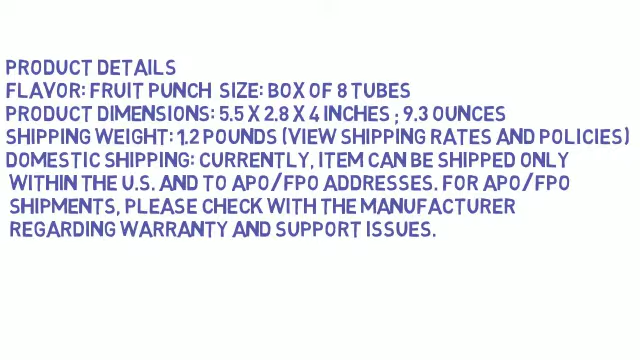 PRODUCT DETAILS
FLAVOR: FRUIT PUNCH SIZE: BOX OF 8 TUBES
PRODUCT DIMENSIONS: 5.5 X 2.8 X 4 INCHES ; 9.3 OUNCES
SHIPPING WEIGHT: 1.2 POUNDS (VIEW SHIPPING RATES AND POLICIES)
DOMESTIC SHIPPING: CURRENTLY, ITEM CAN BE SHIPPED ONLY
WITHIN THE U.S. AND TO APO/FPO ADDRESSES. FOR APO/FPO
SHIPMENTS, PLEASE CHECK WITH THE MANUFACTURER
REGARDING WARRANTY AND SUPPORT ISSUES.